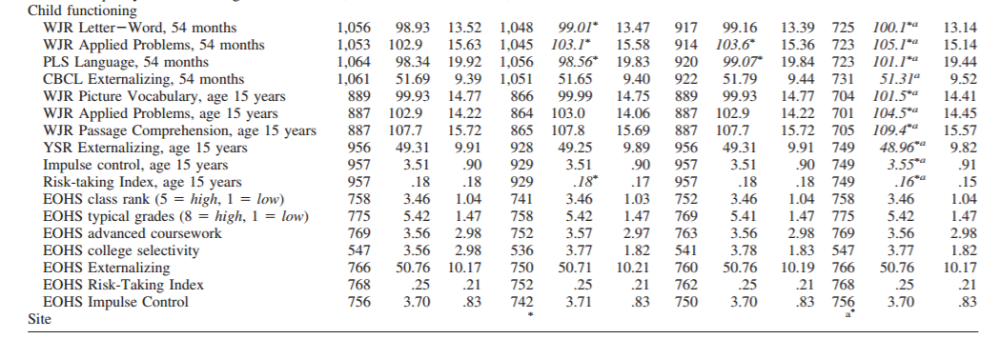 Child functioning
WJR Letter–Word, 54 months 1,056 98.93 13.52 1,048 99.01* 13.47 917 99.16 13.39 725 100.1*a 13.14
WJR Applied Problems, 54 months 1,053 102.9 15.63 1,045 103.1* 15.58 914 103.6* 15.36 723 105.1*a 15.14
PLS Language, 54 months 1,064 98.34 19.92 1,056 98.56* 19.83 920 99.07* 19.84 723 101.1*a 19.44
CBCL Externalizing, 54 months 1,061 51.69 9.39 1,051 51.65 9.40 922 51.79 9.44 731 51.31a 9.52
WJR Picture Vocabulary, age 15 years 889 99.93 14.77 866 99.99 14.75 889 99.93 14.77 704 101.5*a 14.41
WJR Applied Problems, age 15 years 887 102.9 14.22 864 103.0 14.06 887 102.9 14.22 701 104.5*a 14.45
WJR Passage Comprehension, age 15 years 887 107.7 15.72 865 107.8 15.69 887 107.7 15.72 705 109.4*a 15.57
YSR Externalizing, age 15 years 956 49.31 9.91 928 49.25 9.89 956 49.31 9.91 749 48.96*a 9.82
Impulse control, age 15 years 957 3.51 .90 929 3.51 .90 957 3.51 .90 749 3.55*a .91
Risk-taking Index, age 15 years 957 .18 .18 929 .18* .17 957 .18 .18 749 .16*a .15
EOHS class rank (5 = high, 1 = low) 758 3.46 1.04 741 3.46 1.03 752 3.46 1.04 758 3.46 1.04
EOHS typical grades (8 = high, 1 = low) 775 5.42 1.47 758 5.42 1.47 769 5.41 1.47 775 5.42 1.47
EOHS advanced coursework 769 3.56 2.98 752 3.57 2.97 763 3.56 2.98 769 3.56 2.98
EOHS college selectivity 547 3.56 2.98 536 3.77 1.82 541 3.78 1.83 547 3.77 1.82
EOHS Externalizing 766 50.76 10.17 750 50.71 10.21 760 50.76 10.19 766 50.76 10.17
EOHS Risk-Taking Index 768 .25 .21 752 .25 .21 762 .25 .21 768 .25 .21
EOHS Impulse Control 756 3.70 .83 742 3.71 .83 750 3.70 .83 756 3.70 .83
Site * a*